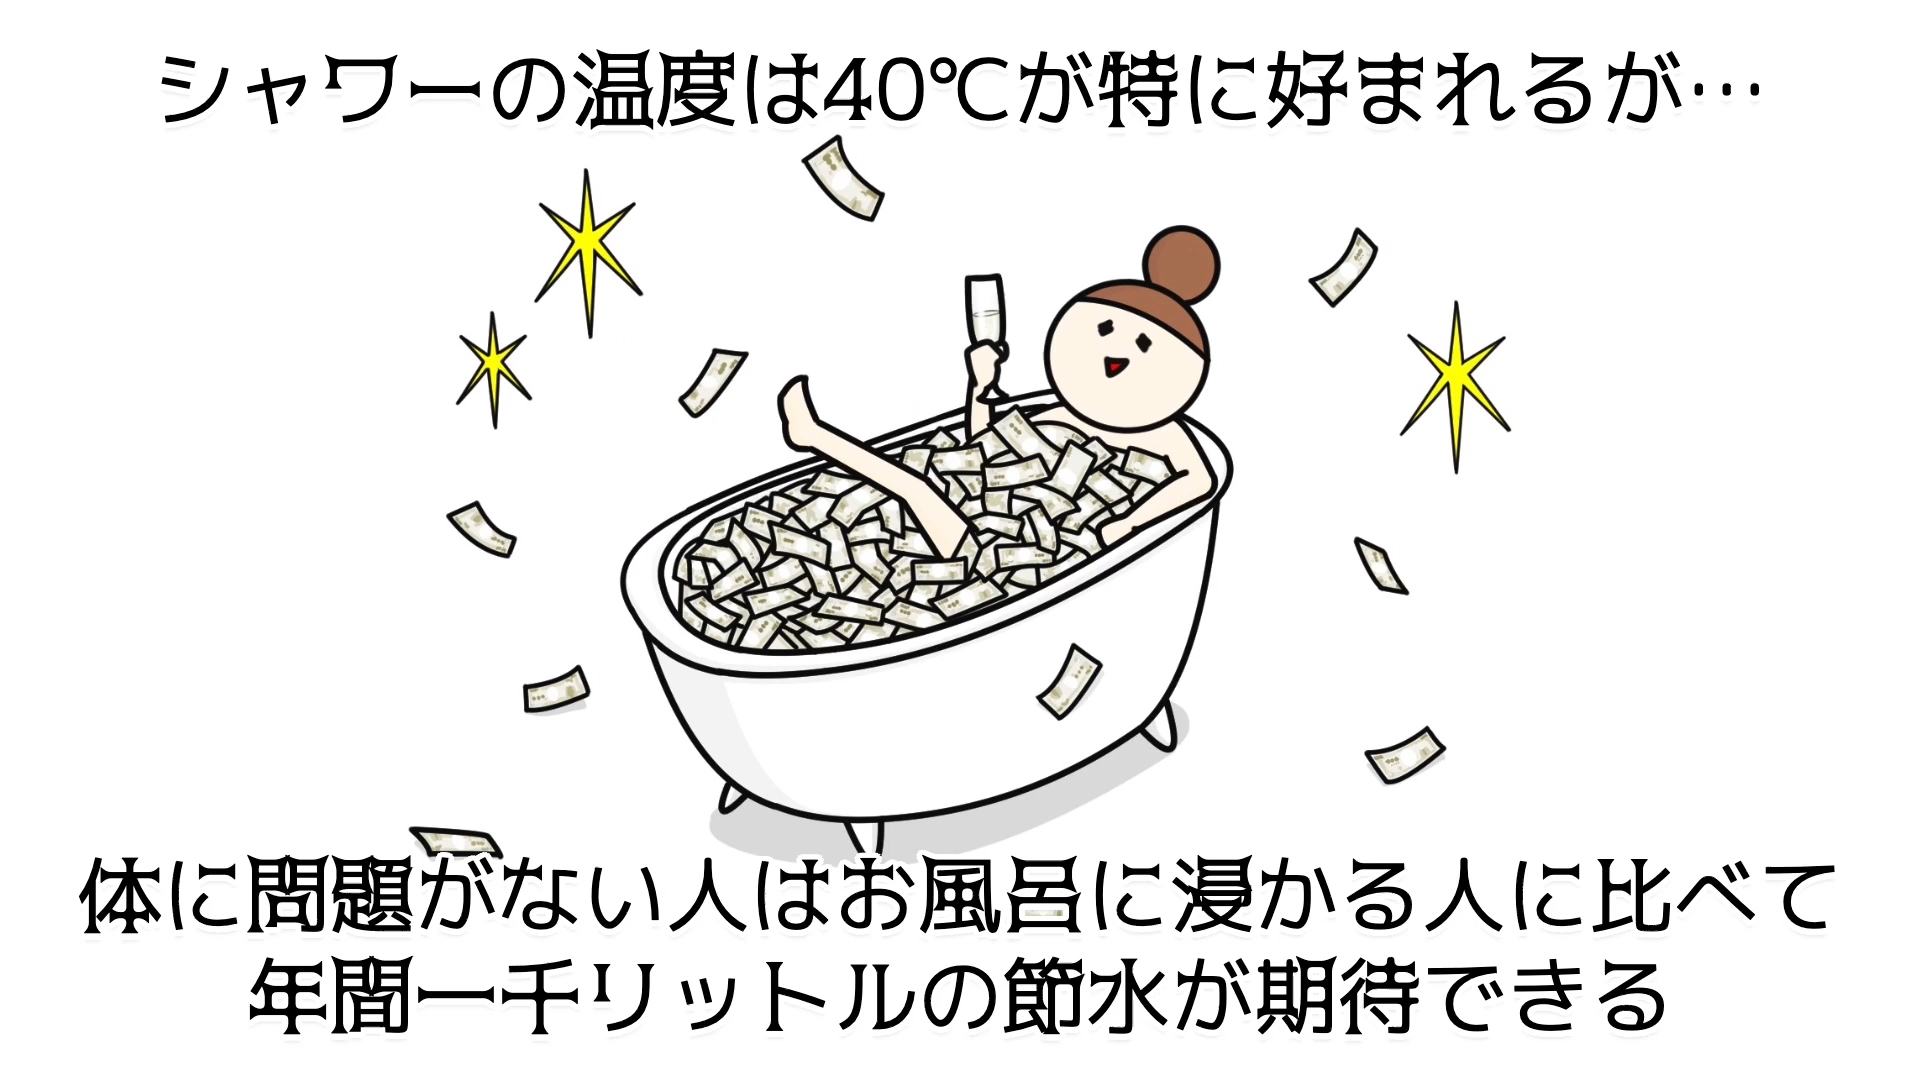 シャワーの温度は40℃が特に好まれるが…
体に問題がない人はお風呂に浸かる人に比べて
年間一千リットルの節水が期待できる